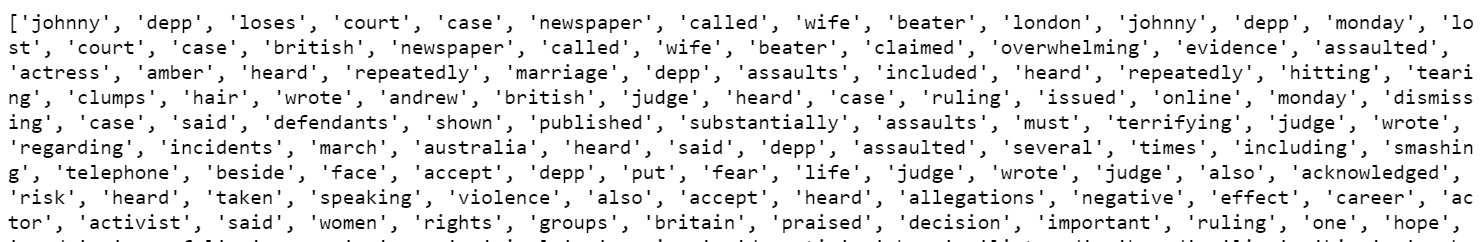 ['johnny', 'depp', 'loses', 'court', 'case', 'newspaper', 'called', 'wife', 'beater', 'london', 'johnny', 'depp', 'monday', 'lo
st', 'court', 'case', 'british', 'newspaper', 'called', 'wife', 'beater', 'claimed', 'overwhelming', 'evidence', 'assaulted',
'actress', 'amber', 'heard', 'repeatedly', 'marriage', 'depp', 'assaults', 'included', 'heard', 'repeatedly', 'hitting', 'teari
ng', 'clumps', 'hair', 'wrote', 'andrew', 'british', 'judge', 'heard', 'case', 'ruling', 'issued', 'online', 'monday', 'dismiss
ing', 'case', 'said', 'defendants', 'shown', 'published', 'substantially', 'assaults', 'must', 'terrifying', 'judge', 'wrote',
'regarding', 'incidents', 'march', 'australia', 'heard', 'said', 'depp', 'assaulted', 'several', 'times', 'including', 'smashin
g', 'telephone', 'beside', 'face', 'accept', 'depp', 'put', 'fear', 'life', 'judge', 'wrote', 'judge', 'also', 'acknowledged',
'risk', 'heard', 'taken', 'speaking', 'violence', 'also', 'accept', 'heard', 'allegations', 'negative', 'effect', 'career', 'ac
tor', 'activist', 'said', 'women', 'rights', 'groups', 'britain', 'praised', 'decision', 'important', 'ruling', 'one', 'hope',